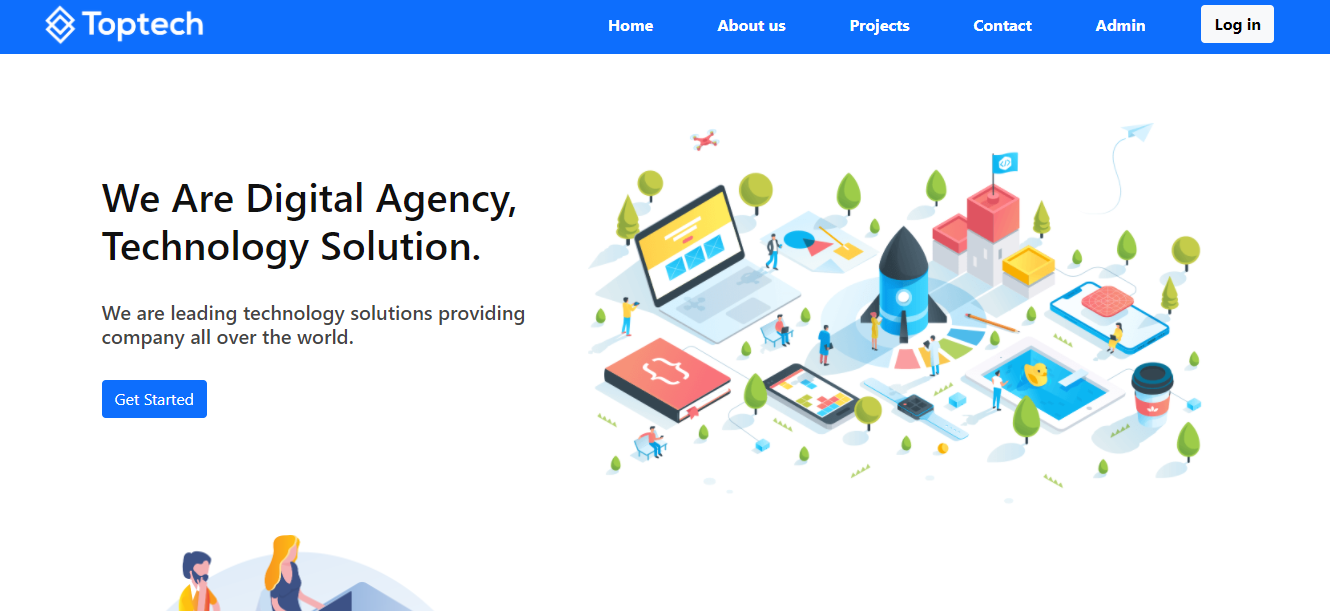 Toptech
Home
About us
Projects
Contact
Admin
Log in
We Are Digital Agency,
Technology Solution.
We are leading technology solutions providing
company all over the world.
Get Started